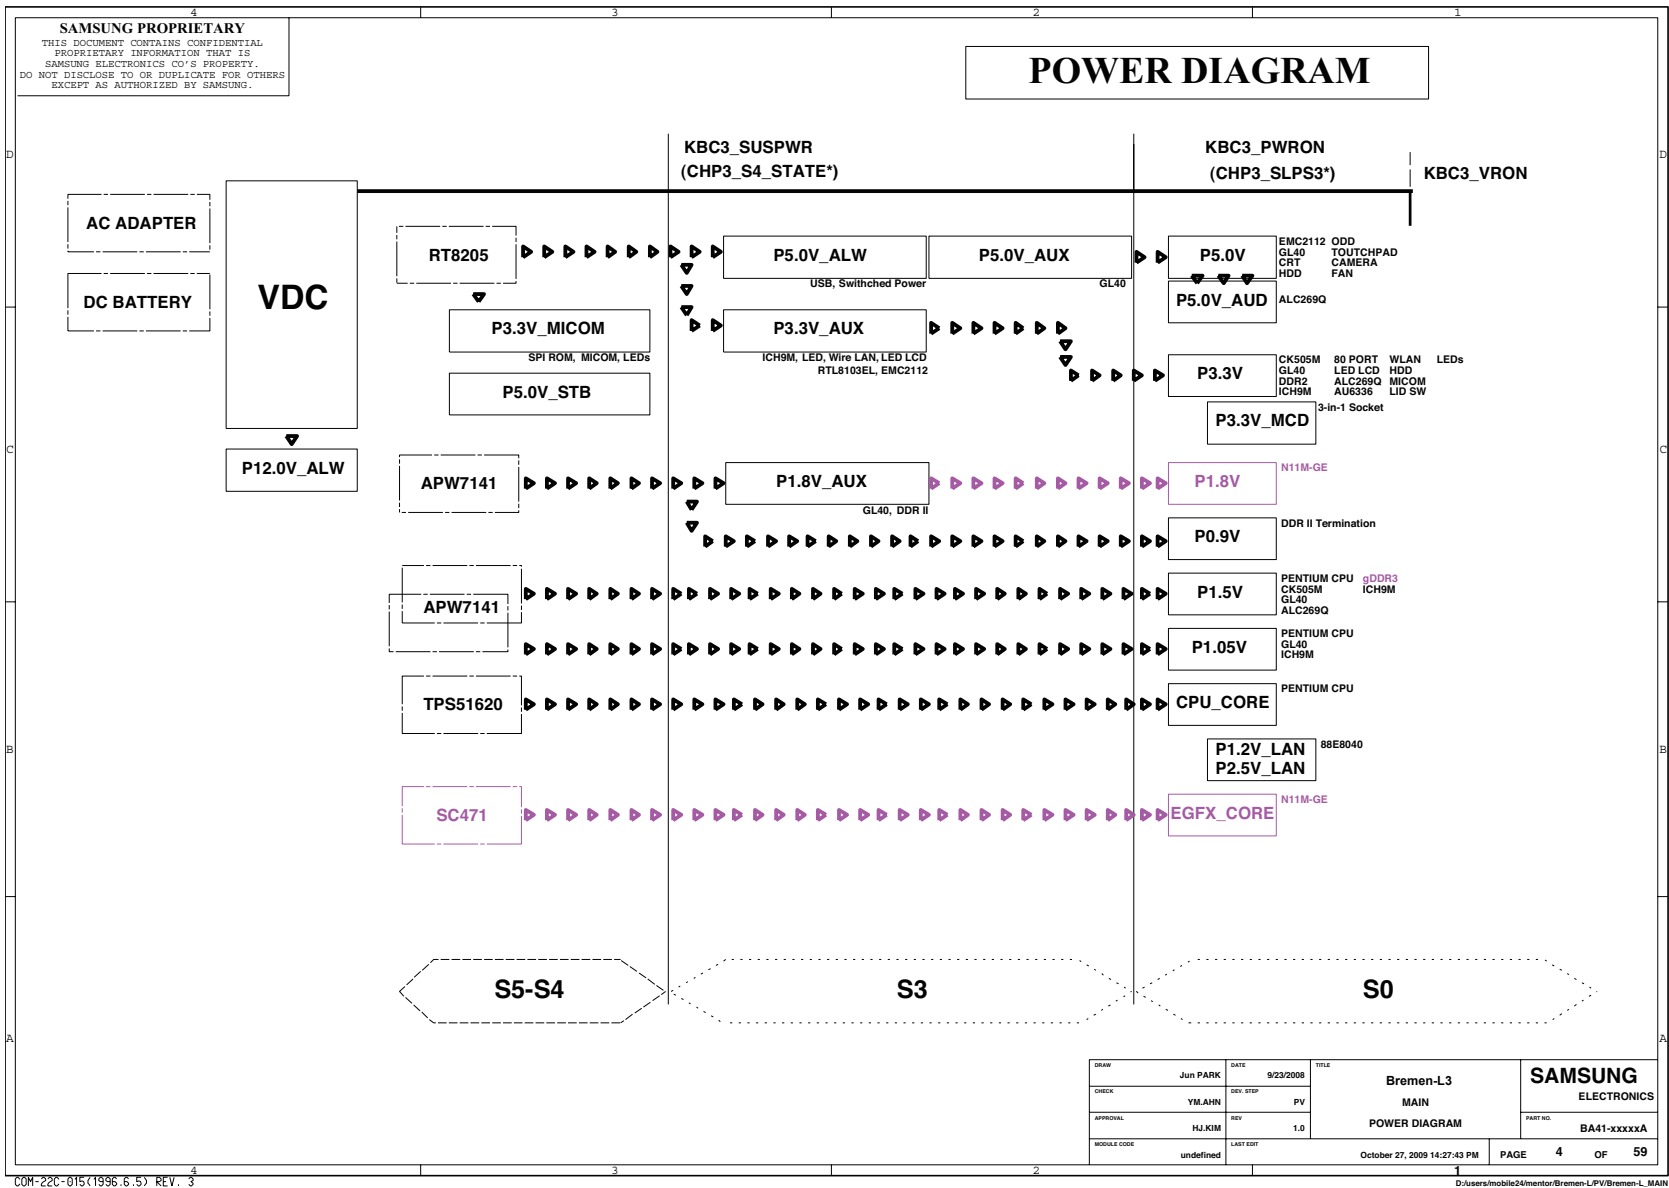 4 3 2 1
SAMSUNG PROPRIETARY
THIS DOCUMENT CONTAINS CONFIDENTIAL
PROPRIETARY INFORMATION THAT IS
SAMSUNG ELECTRONICS CO'S PROPERTY.
DO NOT DISCLOSE TO OR DUPLICATE FOR OTHERS
EXCEPT AS AUTHORIZED BY SAMSUNG.
POWER DIAGRAM
D D
KBC3_SUSPWR
(CHP3_S4_STATE*)
KBC3_PWRON
(CHP3_SLPS3*)
KBC3_VRON
AC ADAPTER
DC BATTERY
VDC
P12.0V_ALW
RT8205
P3.3V_MICOM
SPI ROM, MICOM, LEDs
P5.0V_STB
P5.0V_ALW
USB, Swithched Power
P5.0V_AUX
GL40
P5.0V
EMC2112 ODD
GL40 TOUTCHPAD
CRT CAMERA
HDD FAN
P5.0V_AUD
ALC269Q
P3.3V_AUX
ICH9M, LED, Wire LAN, LED LCD
RTL8103EL, EMC2112
P3.3V
CK505M 80 PORT WLAN LEDs
GL40 LED LCD HDD
DDR2 ALC269Q MICOM
ICH9M AU6336 LID SW
P3.3V_MCD
3-in-1 Socket
C C
APW7141
P1.8V_AUX
GL40, DDR II
P1.8V
N11M-GE
P0.9V
DDR II Termination
APW7141
P1.5V
PENTIUM CPU gDDR3
CK505M ICH9M
GL40
ALC269Q
P1.05V
PENTIUM CPU
GL40
ICH9M
TPS51620
CPU_CORE
PENTIUM CPU
B B
P1.2V_LAN
P2.5V_LAN
88E8040
SC471
EGFX_CORE
N11M-GE
S5-S4
S3
S0
A A
DRAW
Jun PARK
DATE
9/23/2008
TITLE
Bremen-L3
MAIN
POWER DIAGRAM
SAMSUNG
ELECTRONICS
CHECK
YM.AHN
DEV. STEP
PV
APPROVAL
HJ.KIM
REV
1.0
PART NO.
BA41-xxxxxA
MODULE CODE
undefined
LAST EDIT
October 27, 2009 14:27:43 PM
PAGE 4 OF 59
4 3 2 1
COM-22C-015(1996.6.5) REV. 3
D:/users/mobile24/mentor/Bremen-L/PV/Bremen-L_MAIN